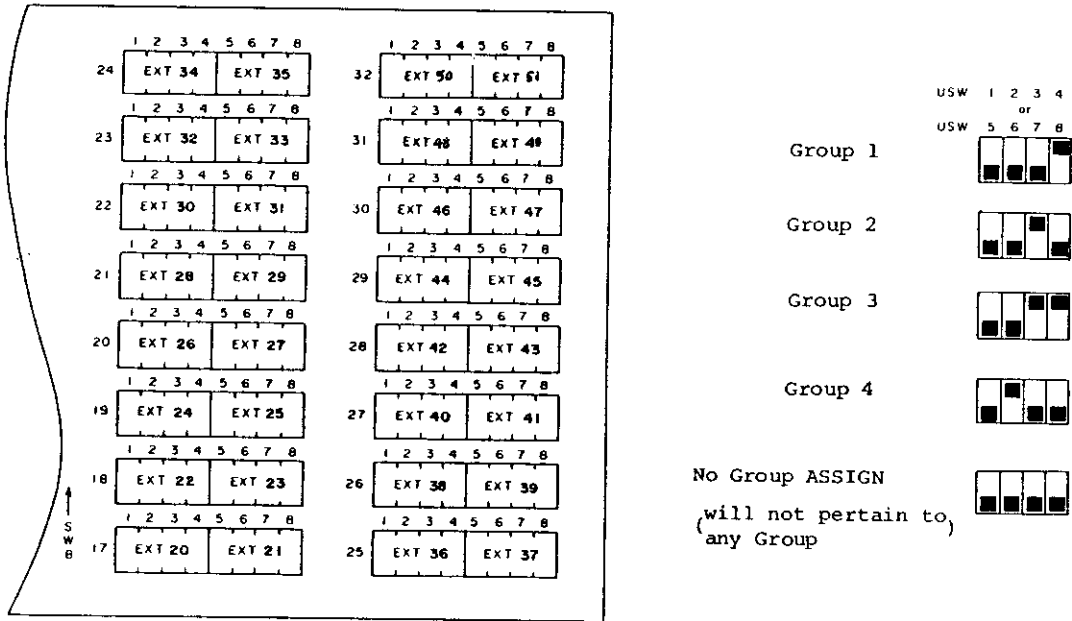 1 2 3 4 5 6 7 8
24 EXT 34 EXT 35
1 2 3 4 5 6 7 8
23 EXT 32 EXT 33
1 2 3 4 5 6 7 8
22 EXT 30 EXT 31
1 2 3 4 5 6 7 8
21 EXT 28 EXT 29
1 2 3 4 5 6 7 8
20 EXT 26 EXT 27
1 2 3 4 5 6 7 8
19 EXT 24 EXT 25
1 2 3 4 5 6 7 8
18 EXT 22 EXT 23
1 2 3 4 5 6 7 8
17 EXT 20 EXT 21
SWB
1 2 3 4 5 6 7 8
32 EXT 50 EXT 51
1 2 3 4 5 6 7 8
31 EXT 48 EXT 49
1 2 3 4 5 6 7 8
30 EXT 46 EXT 47
1 2 3 4 5 6 7 8
29 EXT 44 EXT 45
1 2 3 4 5 6 7 8
28 EXT 42 EXT 43
1 2 3 4 5 6 7 8
27 EXT 40 EXT 41
1 2 3 4 5 6 7 8
26 EXT 38 EXT 39
1 2 3 4 5 6 7 8
25 EXT 36 EXT 37
USW 1 2 3 4
or
USW 5 6 7 8
Group 1
Group 2
Group 3
Group 4
No Group ASSIGN
(will not pertain to)
any Group